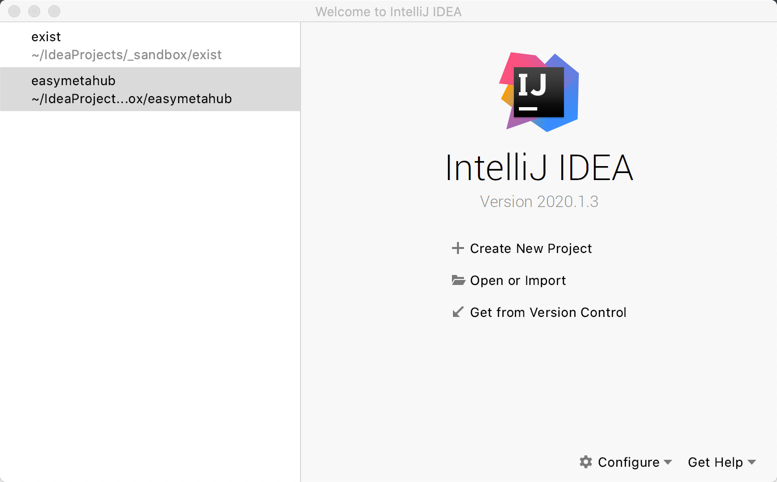 Welcome to IntelliJ IDEA
exist
~/IdeaProjects/_sandbox/exist
easymetahub
~/IdeaProject...ox/easymetahub
IJ
IntelliJ IDEA
Version 2020.1.3
Create New Project
Open or Import
Get from Version Control
Configure
Get Help